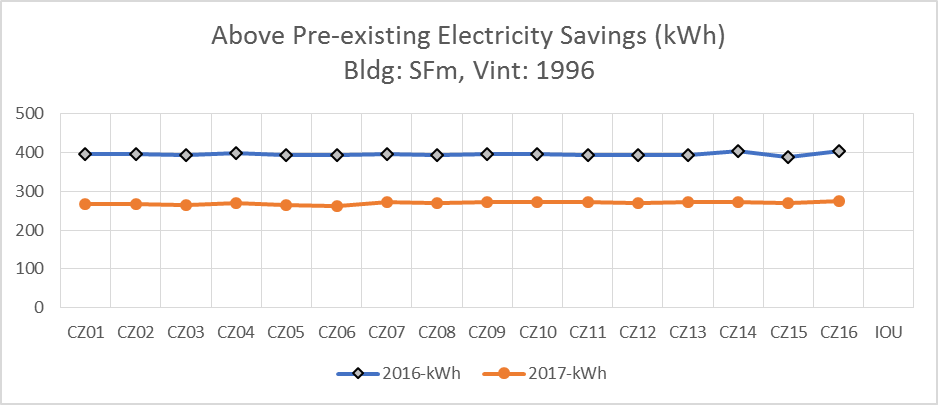 Above Pre-existing Electricity Savings (kWh)
Bldg: SFm, Vint: 1996
500
400
300
200
100
0
CZ01 CZ02 CZ03 CZ04 CZ05 CZ06 CZ07 CZ08 CZ09 CZ10 CZ11 CZ12 CZ13 CZ14 CZ15 CZ16 IOU
2016-kWh 2017-kWh